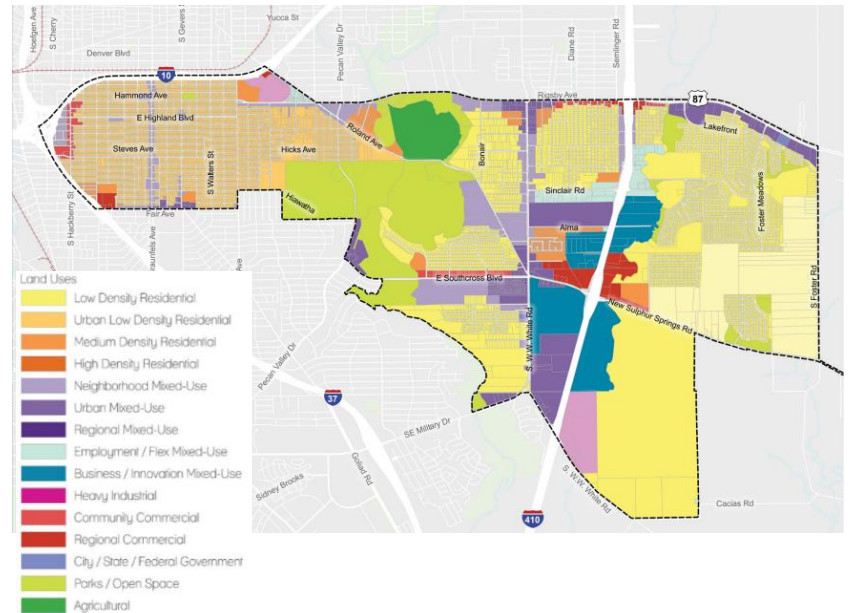 Yucca St
Hoefgen Ave
S Cherry
S Gevers S
Denver Blvd
Pecan Valley Dr
Diane Rd
Semlinger Rd
10
Hammond Ave
Rigsby Ave
87
E Highland Blvd
Roland Ave
Lakefront
Steves Ave
S Walters St
Hicks Ave
Bonair
Sinclair Rd
Foster Meadows
Hiawatha
S Hackberry St
Fair Ave
Alma
E Southcross Blvd
New Sulphur Springs Rd
S Foster Rd
S. W.W. White Rd
Pecan Valley Dr
37
SE Military Dr
Goliad Rd
Sidney Brooks
S. W.W. White Rd
Cacias Rd
410
Land Uses
Low Density Residential
Urban Low Density Residential
Medium Density Residential
High Density Residential
Neighborhood Mixed-Use
Urban Mixed-Use
Regional Mixed-Use
Employment / Flex Mixed-Use
Business / Innovation Mixed-Use
Heavy Industrial
Community Commercial
Regional Commercial
City / State / Federal Government
Parks / Open Space
Agricultural